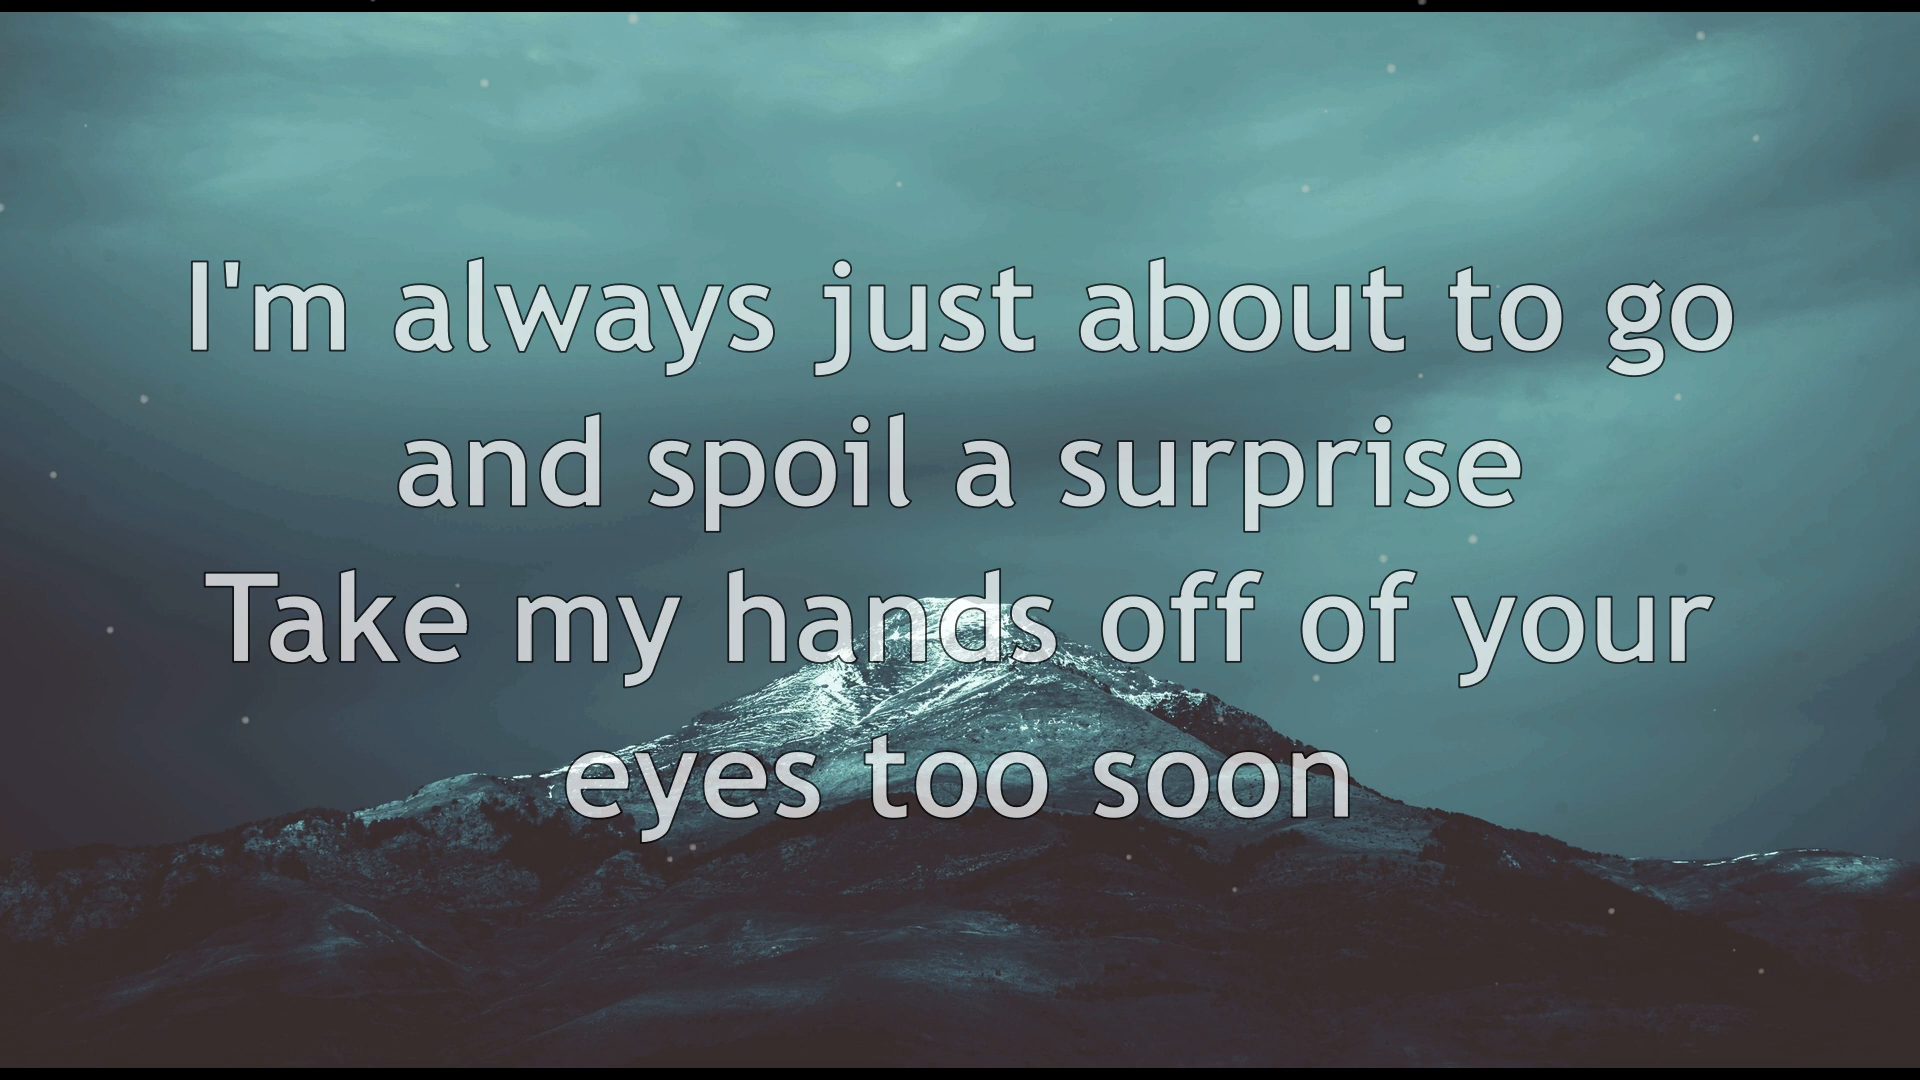 I'm always just about to go
and spoil a surprise
Take my hands off of your
eyes too soon